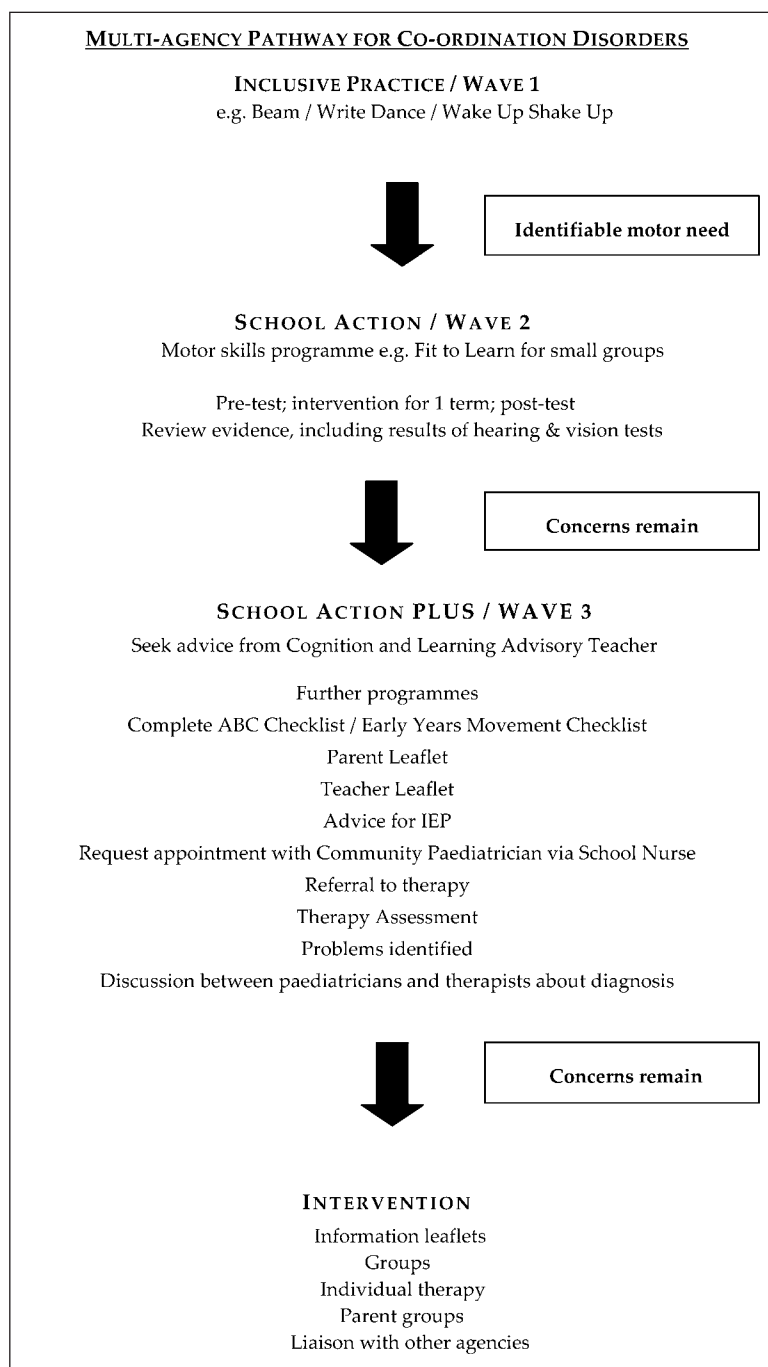 MULTI-AGENCY PATHWAY FOR CO-ORDINATION DISORDERS
INCLUSIVE PRACTICE / WAVE 1
e.g. Beam / Write Dance / Wake Up Shake Up
Identifiable motor need
SCHOOL ACTION / WAVE 2
Motor skills programme e.g. Fit to Learn for small groups
Pre-test; intervention for 1 term; post-test
Review evidence, including results of hearing & vision tests
Concerns remain
SCHOOL ACTION PLUS / WAVE 3
Seek advice from Cognition and Learning Advisory Teacher
Further programmes
Complete ABC Checklist / Early Years Movement Checklist
Parent Leaflet
Teacher Leaflet
Advice for IEP
Request appointment with Community Paediatrician via School Nurse
Referral to therapy
Therapy Assessment
Problems identified
Discussion between paediatricians and therapists about diagnosis
Concerns remain
INTERVENTION
Information leaflets
Groups
Individual therapy
Parent groups
Liaison with other agencies